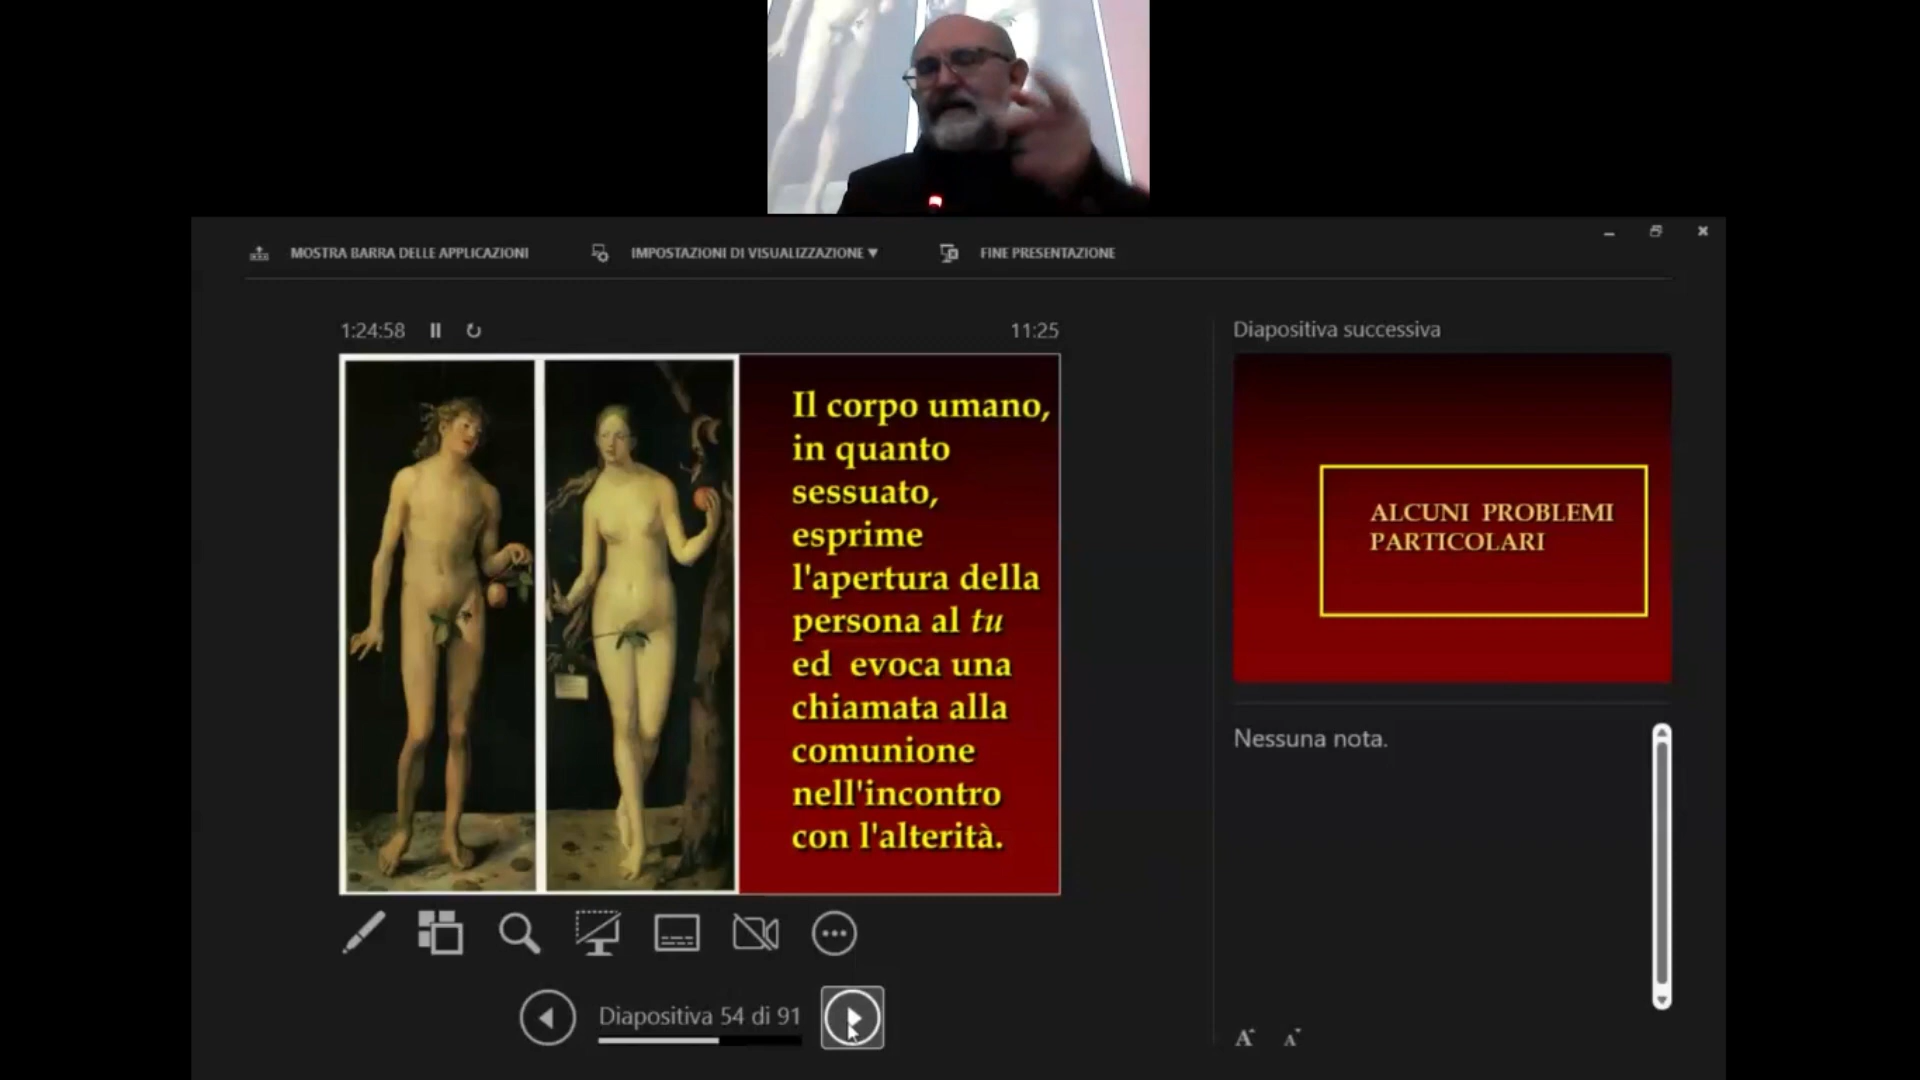 MOSTRA BARRA DELLE APPLICAZIONI
IMPOSTAZIONI DI VISUALIZZAZIONE ▼
FINE PRESENTAZIONE
1:24:58
11:25
Il corpo umano,
in quanto
sessuato,
esprime
l'apertura della
persona al tu
ed evoca una
chiamata alla
comunione
nell'incontro
con l'alterità.
Diapositiva 54 di 91
Diapositiva successiva
ALCUNI PROBLEMI
PARTICOLARI
Nessuna nota.
A A